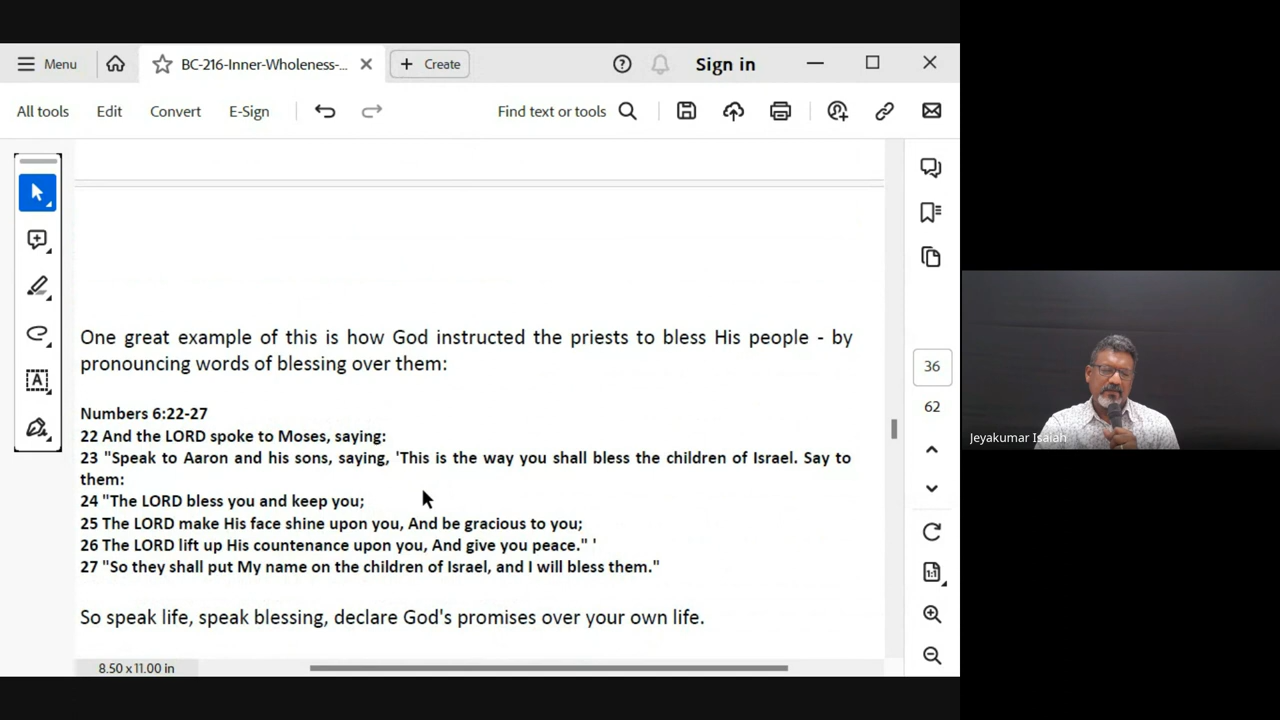 Menu
BC-216-Inner-Wholeness-...
Create
Sign in
All tools
Edit
Convert
E-Sign
Find text or tools
One great example of this is how God instructed the priests to bless His people - by
pronouncing words of blessing over them:
Numbers 6:22-27
22 And the LORD spoke to Moses, saying:
23 "Speak to Aaron and his sons, saying, 'This is the way you shall bless the children of Israel. Say to
them:
24 "The LORD bless you and keep you;
25 The LORD make His face shine upon you, And be gracious to you;
26 The LORD lift up His countenance upon you, And give you peace." '
27 "So they shall put My name on the children of Israel, and I will bless them."
So speak life, speak blessing, declare God's promises over your own life.
8.50 x 11.00 in
36
62
1:1
Jeyakumar Isaiah